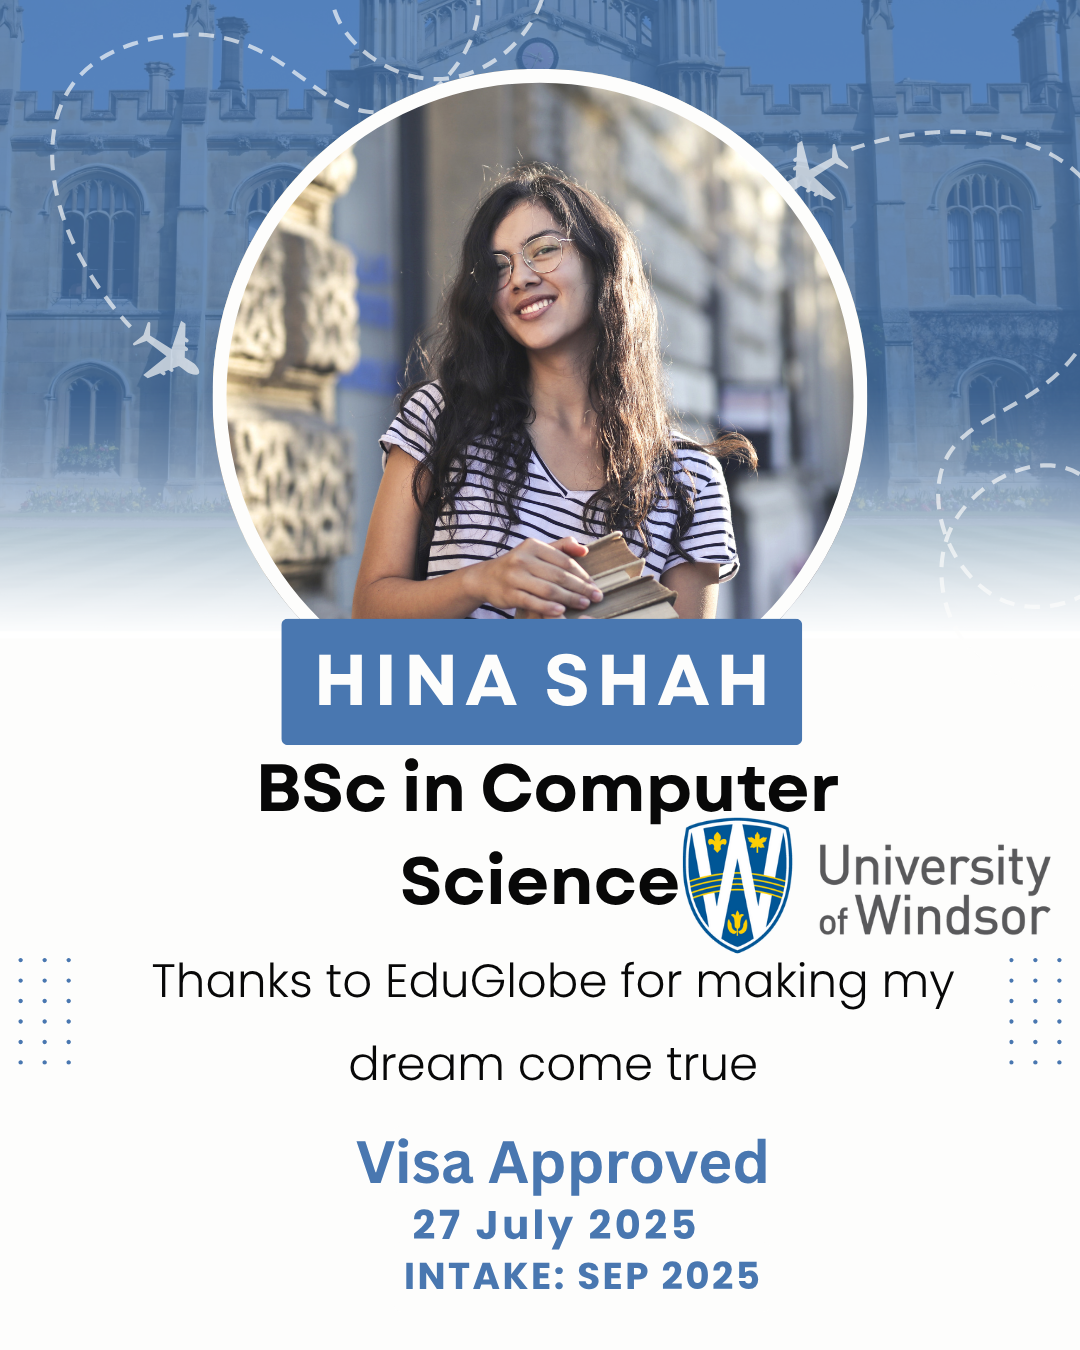 HINA SHAH
BSc in Computer
Science
University
of Windsor
Thanks to EduGlobe for making my
dream come true
Visa Approved
27 July 2025
INTAKE: SEP 2025